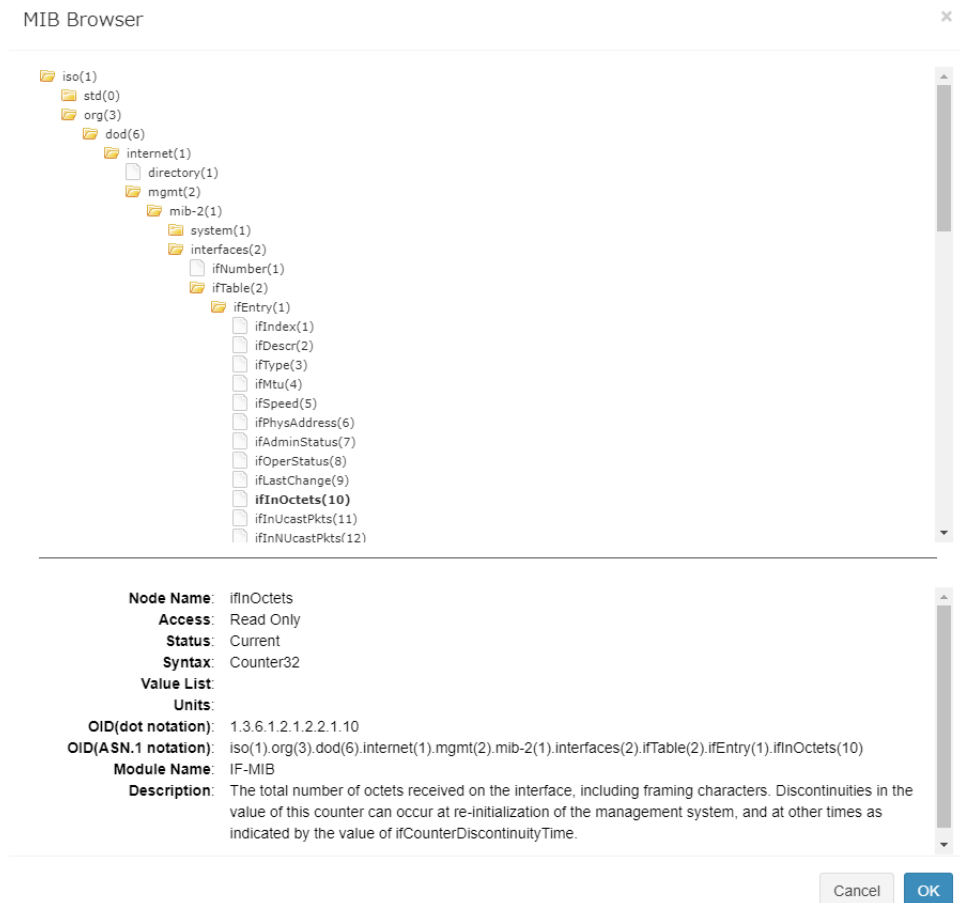 MIB Browser
×
iso(1)
std(0)
org(3)
dod(6)
internet(1)
directory(1)
mgmt(2)
mib-2(1)
system(1)
interfaces(2)
ifNumber(1)
ifTable(2)
ifEntry(1)
ifIndex(1)
ifDescr(2)
ifType(3)
ifMtu(4)
ifSpeed(5)
ifPhysAddress(6)
ifAdminStatus(7)
ifOperStatus(8)
ifLastChange(9)
ifInOctets(10)
ifInUcastPkts(11)
ifInNUcastPkts(12)
Node Name: ifInOctets
Access: Read Only
Status: Current
Syntax: Counter32
Value List:
Units:
OID(dot notation): 1.3.6.1.2.1.2.2.1.10
OID(ASN.1 notation): iso(1).org(3).dod(6).internet(1).mgmt(2).mib-2(1).interfaces(2).ifTable(2).ifEntry(1).ifInOctets(10)
Module Name: IF-MIB
Description: The total number of octets received on the interface, including framing characters. Discontinuities in the
value of this counter can occur at re-initialization of the management system, and at other times as
indicated by the value of ifCounterDiscontinuityTime.
Cancel OK